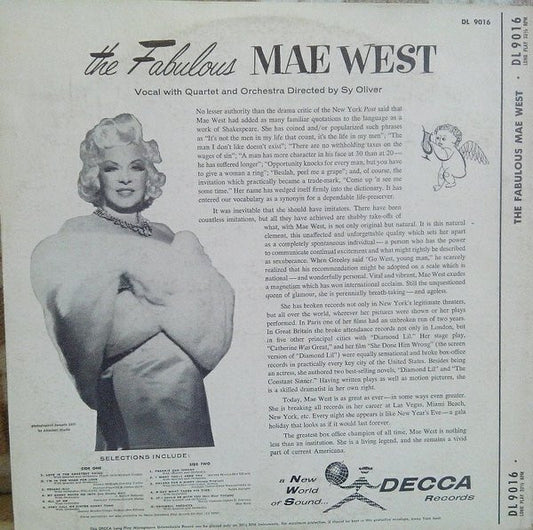 DL 9016
the Fabulous MAE WEST
Vocal with Quartet and Orchestra Directed by Sy Oliver
No lesser authority than the drama critic of the New York Post said that
Mae West had added as many familiar quotations to the language as a
work of Shakespeare. She has coined and/or popularized such phrases
as "It's not the men in my life that count, it's the life in my men"; "The
man I don't like doesn't exist"; "There are no withholding taxes on the
wages of sin"; "A man has more character in his face at 30 than at 20—
he has suffered longer"; "Opportunity knocks for every man, but you have
to give a woman a ring"; "Beulah, peel me a grape"; and, of course, the
invitation which practically became a trade-mark, "Come up 'n see me
some time." Her name has wedged itself firmly into the dictionary. It has
entered our vocabulary as a synonym for a dependable life-preserver.
It was inevitable that she should have imitators. There have been
countless imitations, but all they have achieved are shabby take-offs of
what, with Mae West, is not only original but natural. It is this natural
element, this unaffected and unforgettable quality which sets her apart
as a completely spontaneous individual — a person who has the power
to communicate continual excitement and what might rightly be described
as sexsuberance. When Greeley said "Go West, young man," he scarcely
realized that his recommendation might be adopted on a scale which is
national — and wonderfully personal. Vital and vibrant, Mae West exudes
a magnetism which has won international acclaim. Still the unquestioned
queen of glamour, she is perennially breath-taking — and ageless.
She has broken records not only in New York's legitimate theaters,
but all over the world, wherever her pictures were shown or her plays
performed. In Paris one of her films had an unbroken run of two years.
In Great Britain she broke attendance records not only in London, but
in five other principal cities with "Diamond Lil." Her stage play,
"Catherine Was Great," and her film "She Done Him Wrong" (the screen
version of "Diamond Lil") were equally sensational and broke box-office
records in practically every key city of the United States. Besides being
an actress, she authored two best-selling novels, "Diamond Lil" and "The
Constant Sinner." Having written plays as well as motion pictures, she
is a skilled dramatist in her own right.
Today, Mae West is as great as ever — in some ways even greater.
She is breaking all records in her career at Las Vegas, Miami Beach,
New York, etc. Every night she appears it is like New Year's Eve — a gala
holiday that looks as if it would last forever.
The greatest box office champion of all time, Mae West is nothing
less than an institution. She is a living legend, and she remains a vivid
part of current Americana.
SELECTIONS INCLUDE:
SIDE ONE
SIDE TWO
a New
World
of Sound...
DECCA
Records
DL 9016 ·
LONG PLAY 33⅓ RPM
THE FABULOUS MAE WEST
· DECCA
DL 9016 ·
LONG PLAY 33⅓ RPM